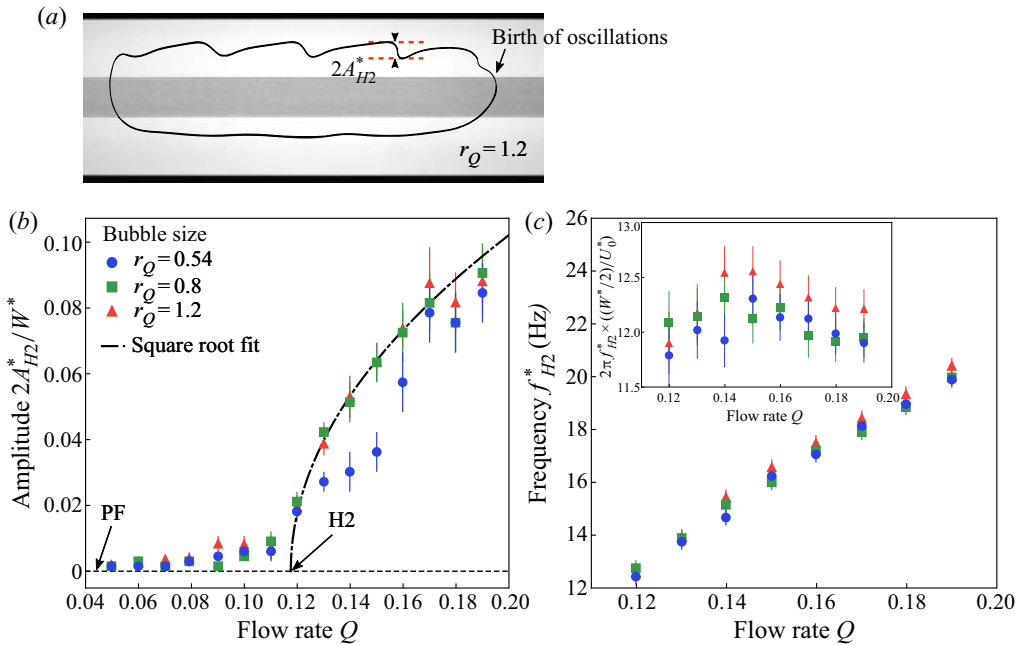 (a)
Birth of oscillations
2A*H2
rQ = 1.2
(b)
Amplitude 2A*H2/W*
0.10
0.08
0.06
0.04
0.02
0
Bubble size
rQ = 0.54
rQ = 0.8
rQ = 1.2
Square root fit
PF
H2
0.04
0.06
0.08
0.10
0.12
0.14
0.16
0.18
0.20
Flow rate Q
(c)
Frequency f*H2 (Hz)
26
24
22
20
18
16
14
12
2πf*H2 × ((W*/2)/U*0)
13.0
12.5
12.0
11.5
0.12
0.14
0.16
0.18
0.20
Flow rate Q
0.12
0.14
0.16
0.18
0.20
Flow rate Q